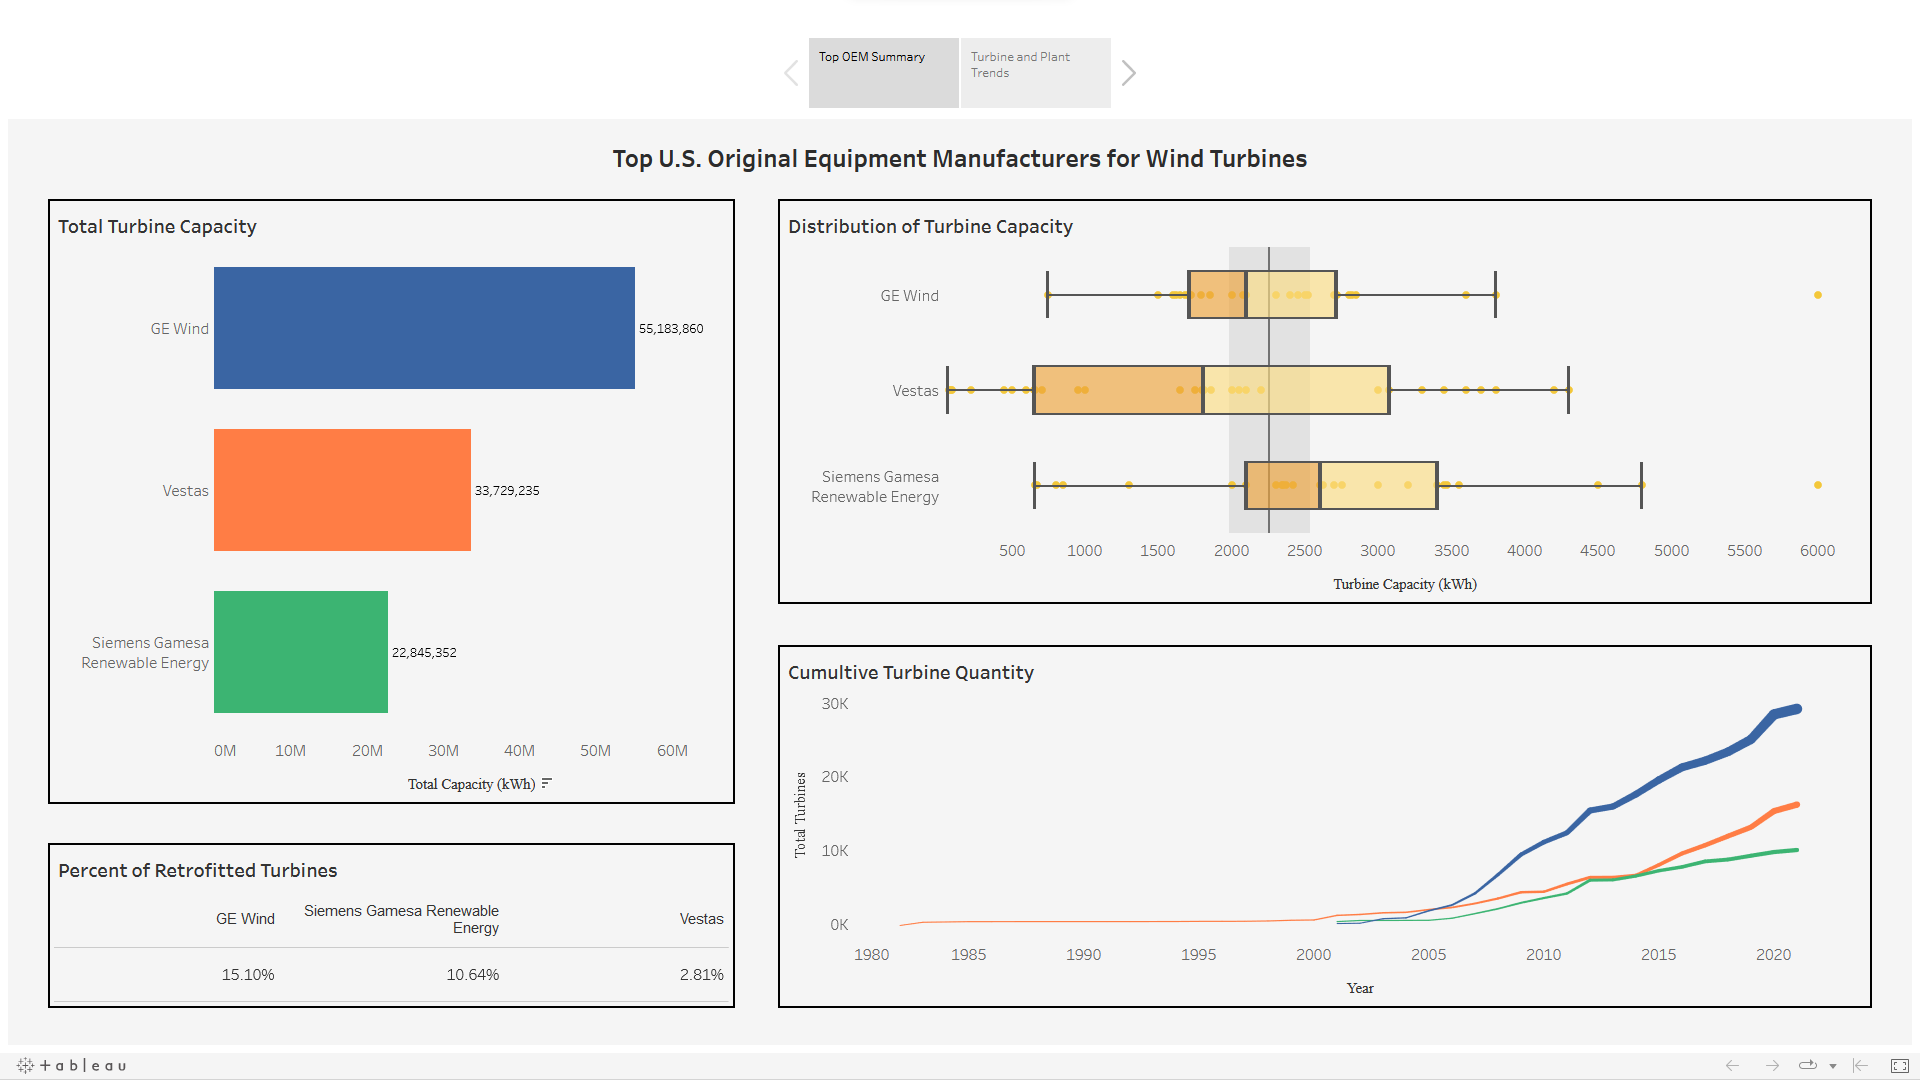 Top OEM Summary
Turbine and Plant
Trends
Top U.S. Original Equipment Manufacturers for Wind Turbines
Total Turbine Capacity
GE Wind
55,183,860
Vestas
33,729,235
Siemens Gamesa
Renewable Energy
22,845,352
0M 10M 20M 30M 40M 50M 60M
Total Capacity (kWh)
Percent of Retrofitted Turbines
GE Wind
Siemens Gamesa Renewable
Energy
Vestas
15.10% 10.64% 2.81%
Distribution of Turbine Capacity
GE Wind
Vestas
Siemens Gamesa
Renewable Energy
500 1000 1500 2000 2500 3000 3500 4000 4500 5000 5500 6000
Turbine Capacity (kWh)
Cumultive Turbine Quantity
30K
20K
10K
0K
Total Turbines
1980 1985 1990 1995 2000 2005 2010 2015 2020
Year
+ableau